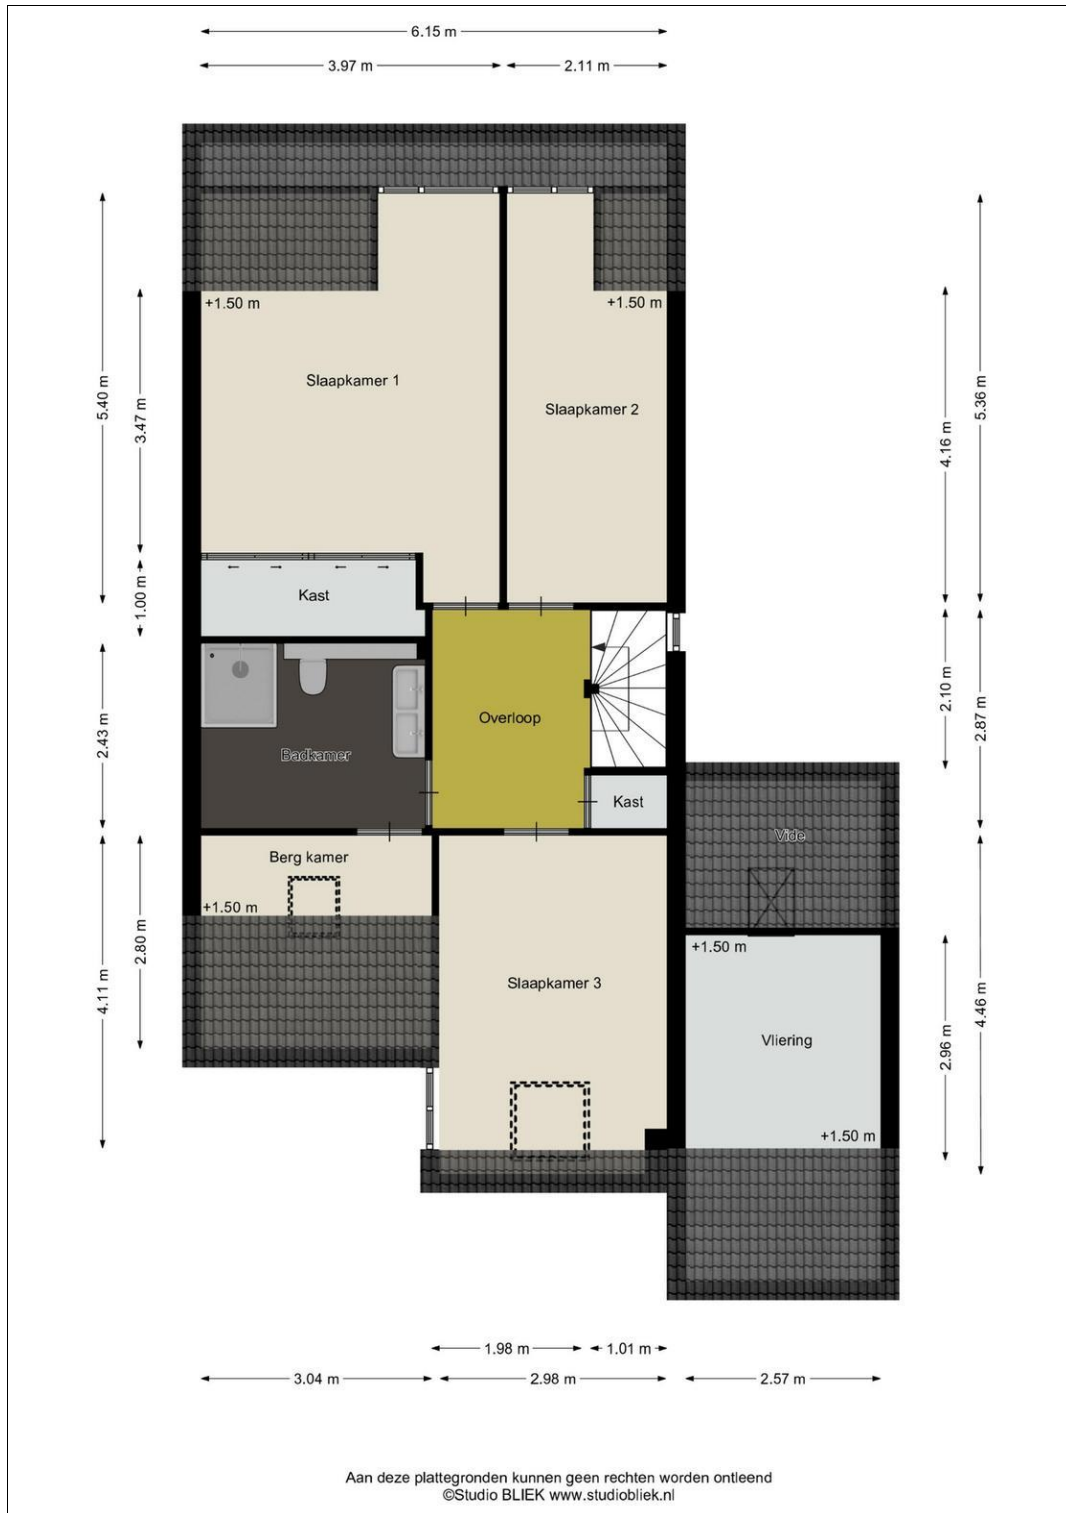 6.15 m
3.97 m
2.11 m
+1.50 m
+1.50 m
Slaapkamer 1
Slaapkamer 2
5.40 m
3.47 m
5.36 m
4.16 m
1.00 m
Kast
2.43 m
Overloop
Badkamer
Kast
2.10 m
2.87 m
Vide
Berg kamer
+1.50 m
2.80 m
4.11 m
Slaapkamer 3
+1.50 m
Vliering
+1.50 m
2.96 m
4.46 m
1.98 m
1.01 m
3.04 m
2.98 m
2.57 m
Aan deze plattegronden kunnen geen rechten worden ontleend
©Studio BLIEK www.studiobliek.nl